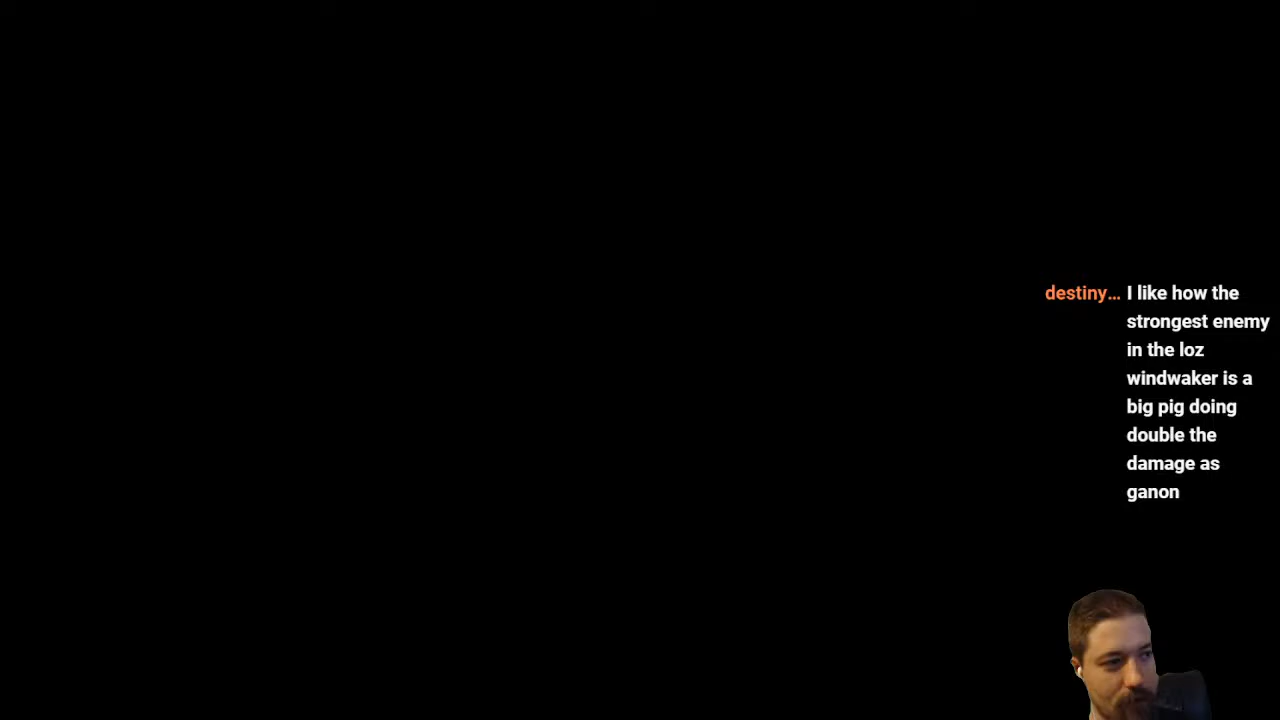 destiny... I like how the
strongest enemy
in the loz
windwaker is a
big pig doing
double the
damage as
ganon